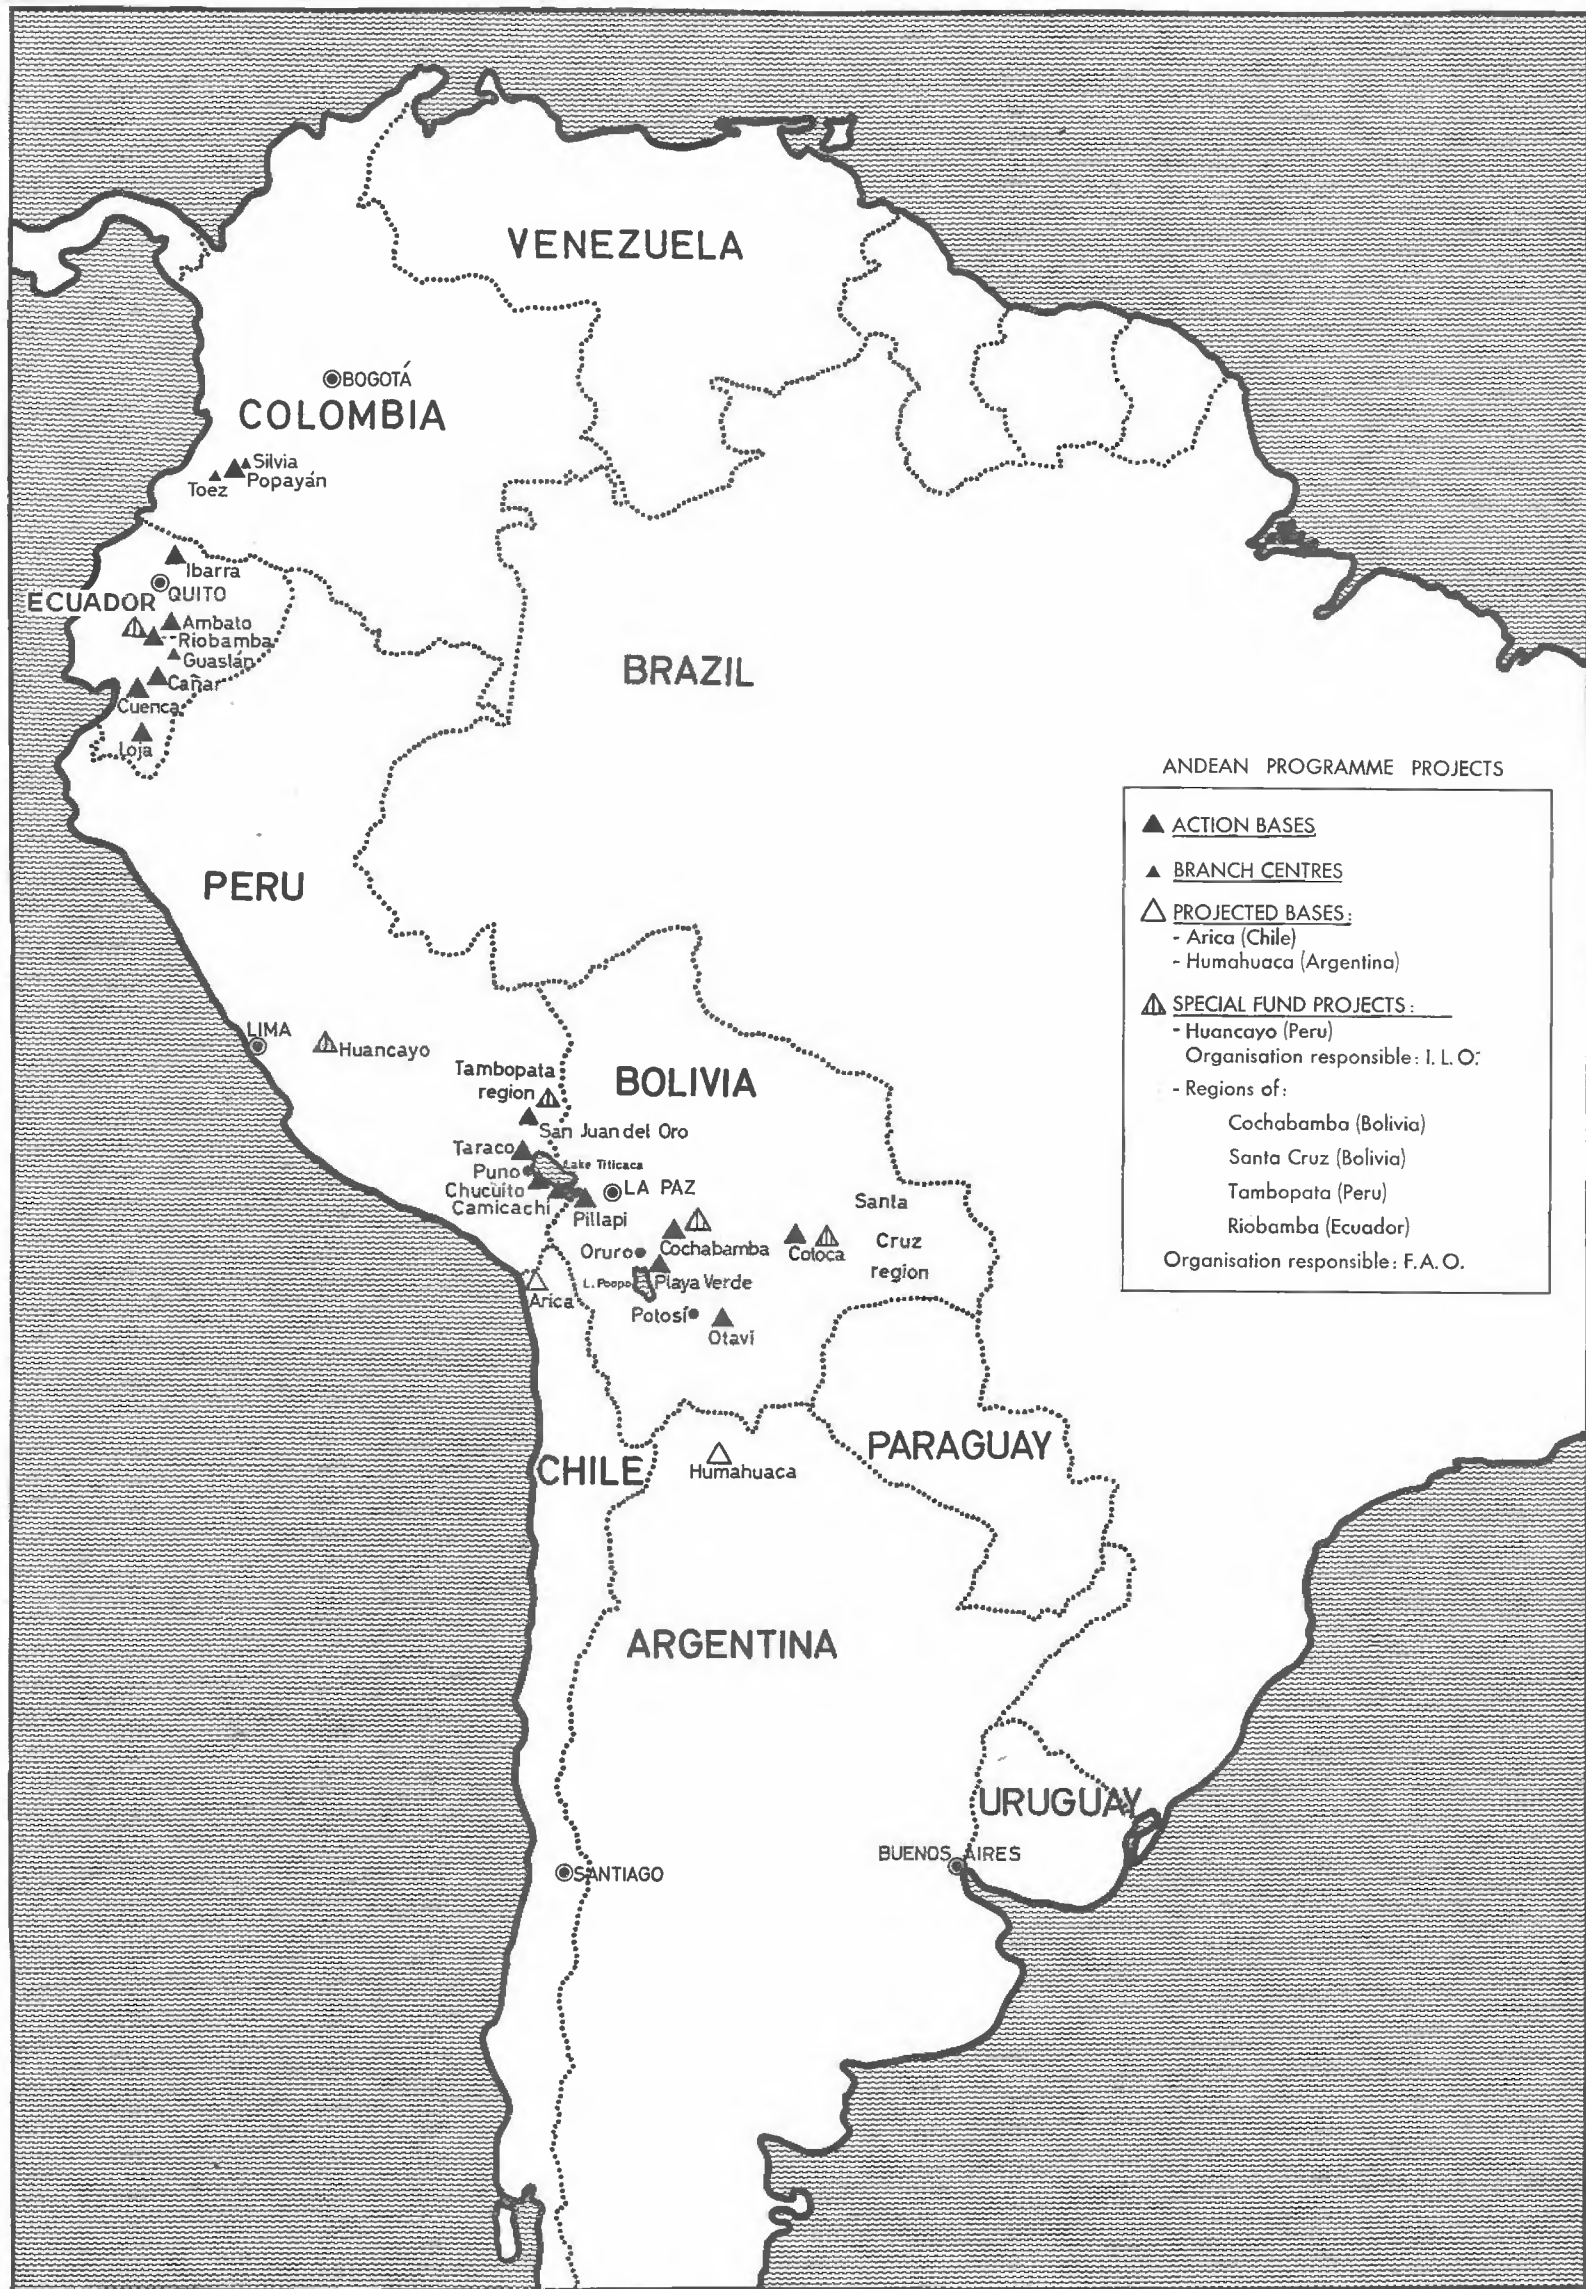 VENEZUELA
BOGOTÁ
COLOMBIA
Silvia
Popayán
Toez
Ibarra
QUITO
ECUADOR
Ambato
Riobamba
Guaslán
Cañar
Cuenca
Loja
BRAZIL
PERU
LIMA
Huancayo
Tambopata
region
BOLIVIA
San Juan del Oro
Taraco
Lake Titicaca
Puno
Chucuito
Camicachi
LA PAZ
Pillapi
Santa
Cruz
region
Oruro
Cochabamba
Cotoca
L. Poopo
Playa Verde
Arica
Potosí
Otavi
PARAGUAY
CHILE
Humahuaca
ARGENTINA
URUGUAY
BUENOS AIRES
SANTIAGO
ANDEAN PROGRAMME PROJECTS
ACTION BASES
BRANCH CENTRES
PROJECTED BASES:
- Arica (Chile)
- Humahuaca (Argentina)
SPECIAL FUND PROJECTS:
- Huancayo (Peru)
Organisation responsible: I.L.O.
- Regions of:
Cochabamba (Bolivia)
Santa Cruz (Bolivia)
Tambopata (Peru)
Riobamba (Ecuador)
Organisation responsible: F.A.O.